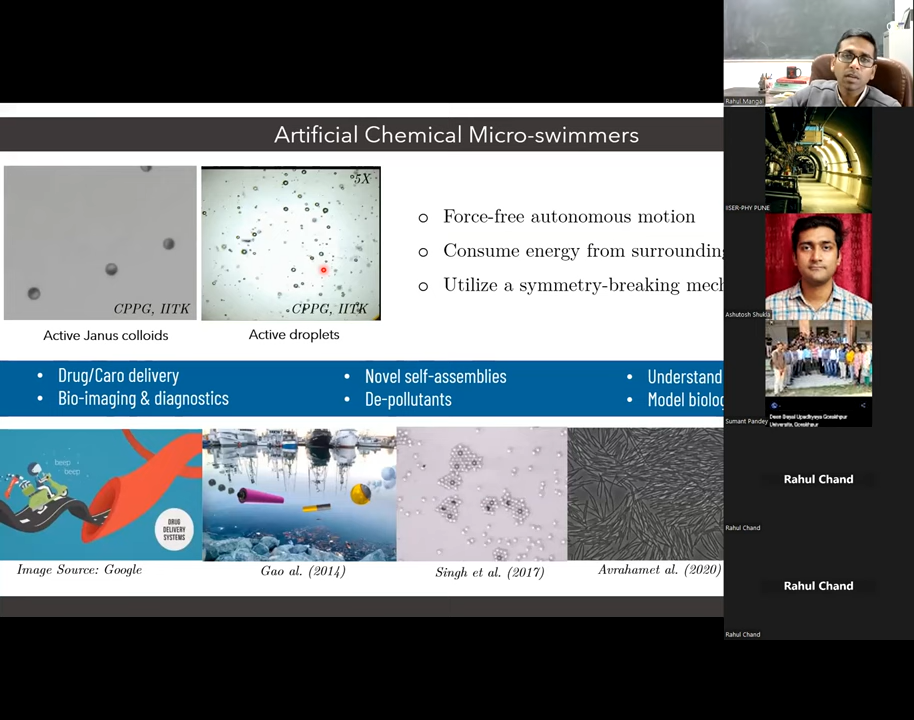 Artificial Chemical Micro-swimmers
5X
CPPG, IITK
CPPG, IITK
Active Janus colloids
Active droplets
Force-free autonomous motion
Consume energy from surrounding
Utilize a symmetry-breaking mech
• Drug/Caro delivery
• Bio-imaging & diagnostics
• Novel self-assemblies
• De-pollutants
• Understand
• Model biolog
beep
beep
DRUG
DELIVERY
SYSTEMS
Image Source: Google
Gao al. (2014)
Singh et al. (2017)
Avrahamet al. (2020)
Rahul Mangal
IISER-PHY PUNE
Ashutosh Shukla
Deen Dayal Upadhyaya Gorakhpur
University, Gorakhpur
Sumant Pandey
Rahul Chand
Rahul Chand
Rahul Chand
Rahul Chand